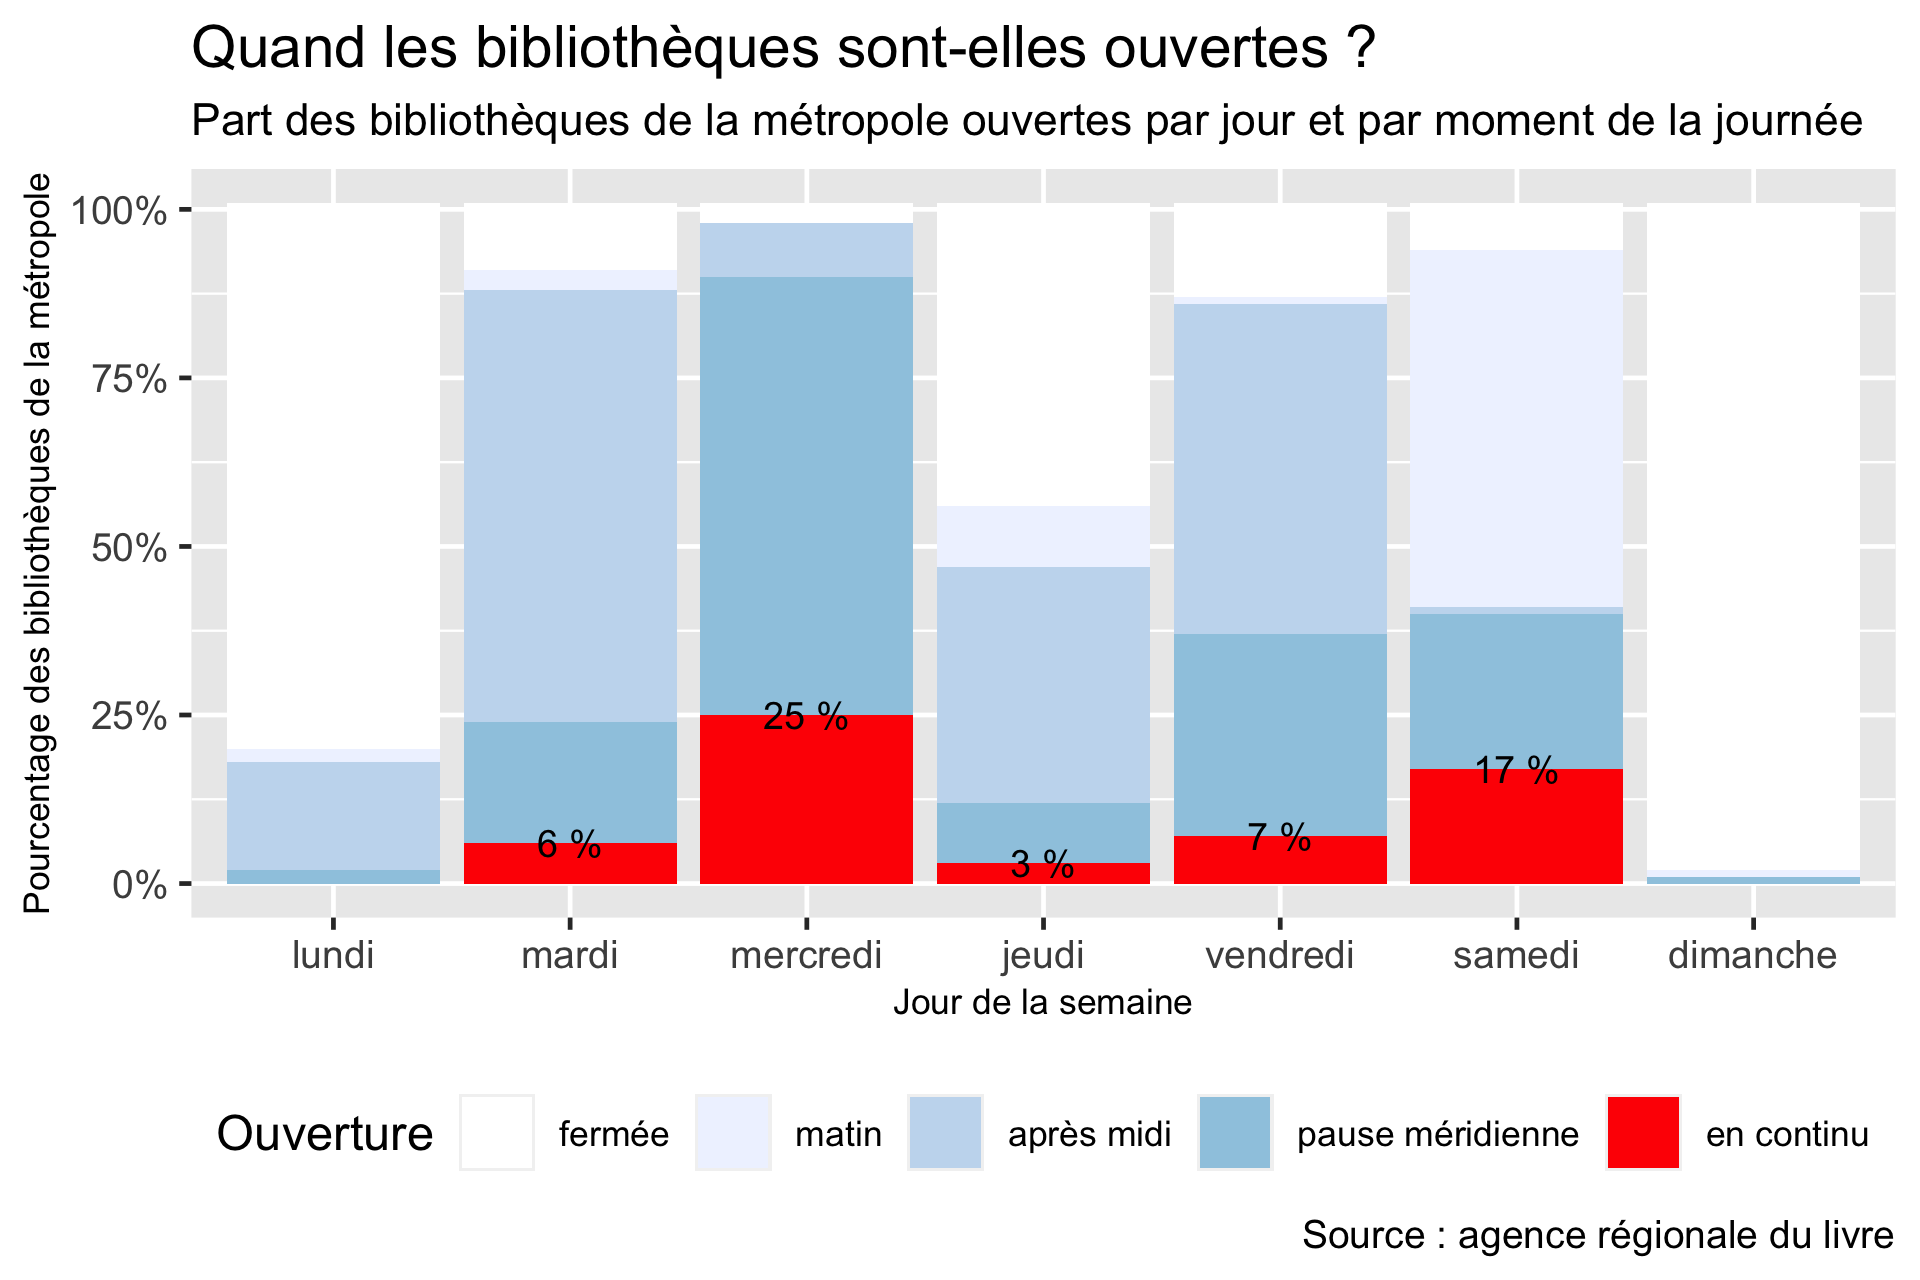 Quand les bibliothèques sont-elles ouvertes ?
Part des bibliothèques de la métropole ouvertes par jour et par moment de la journée
Pourcentage des bibliothèques de la métropole
100%
75%
50%
25%
0%
6 %
25 %
3 %
7 %
17 %
lundi mardi mercredi jeudi vendredi samedi dimanche
Jour de la semaine
Ouverture fermée matin après midi pause méridienne en continu
Source : agence régionale du livre